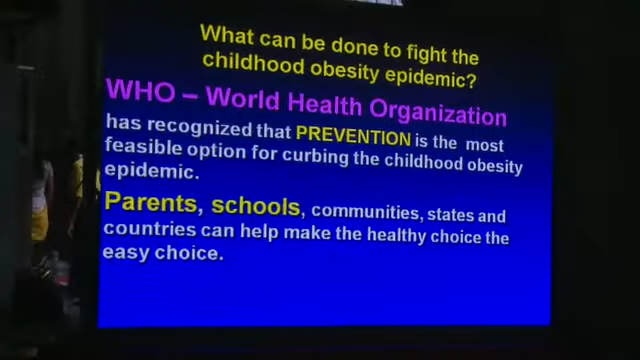 What can be done to fight the
childhood obesity epidemic?
WHO – World Health Organization
has recognized that PREVENTION is the most
feasible option for curbing the childhood obesity
epidemic.
Parents, schools, communities, states and
countries can help make the healthy choice the
easy choice.